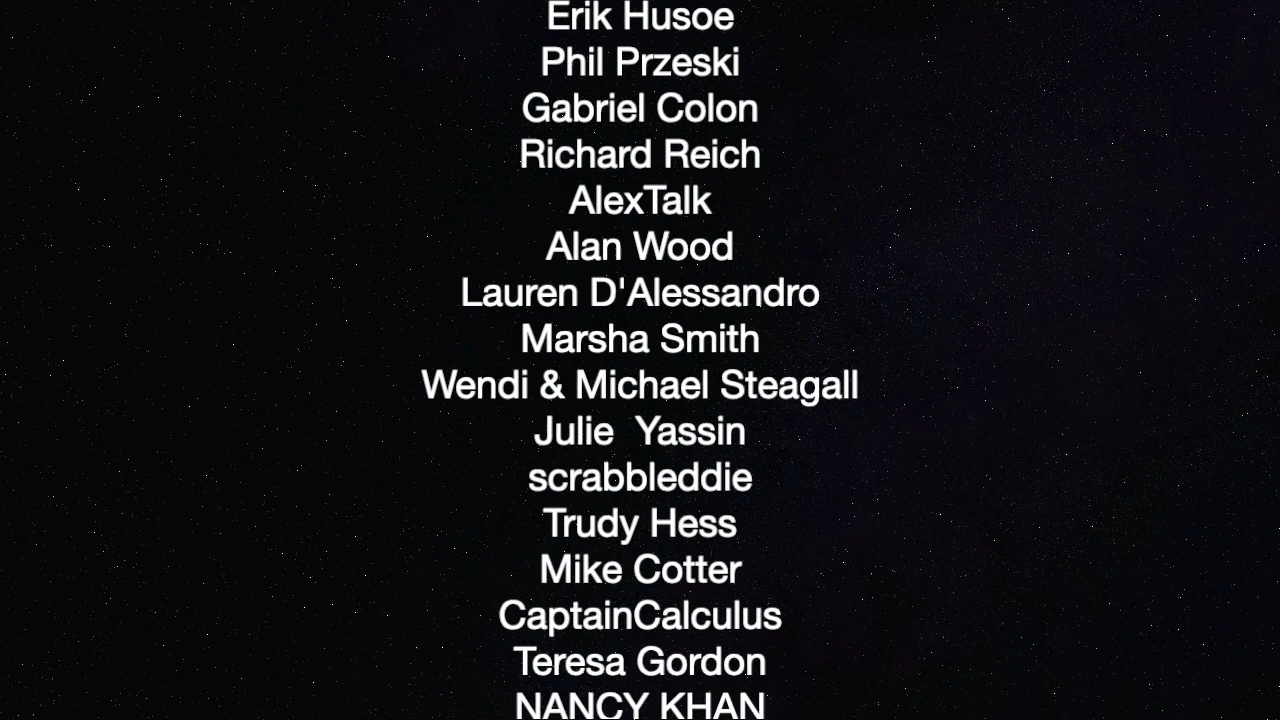 Erik Husoe
Phil Przeski
Gabriel Colon
Richard Reich
AlexTalk
Alan Wood
Lauren D'Alessandro
Marsha Smith
Wendi & Michael Steagall
Julie  Yassin
scrabbleddie
Trudy Hess
Mike Cotter
CaptainCalculus
Teresa Gordon
NANCY KHAN